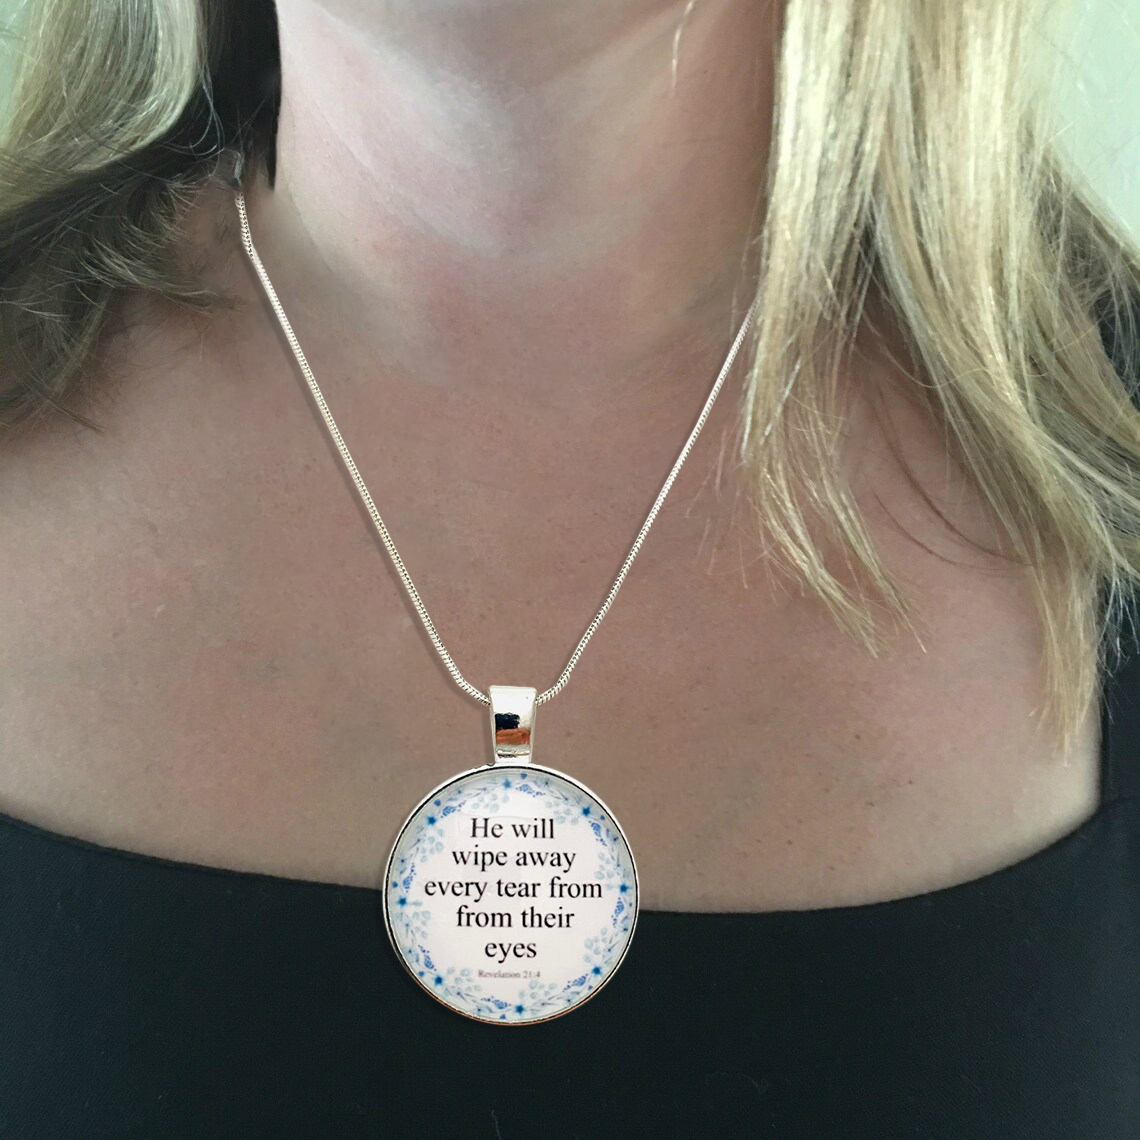 He will
wipe away
every tear from
from their
eyes
Revelation 21:4